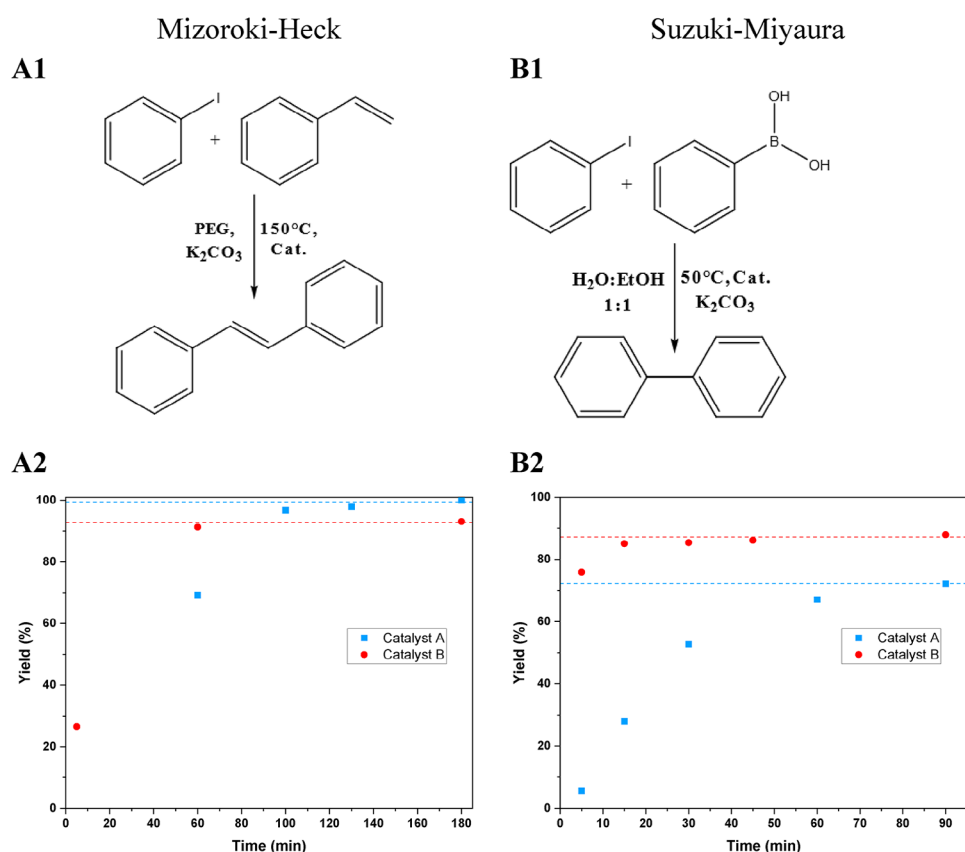 Mizoroki-Heck
Suzuki-Miyaura
A1
I
+
PEG,
K₂CO₃
150°C,
Cat.
B1
I
+
OH
B
OH
H₂O:EtOH
1:1
50°C, Cat.
K₂CO₃
A2
100
80
60
40
20
0
Yield (%)
Catalyst A
Catalyst B
0 20 40 60 80 100 120 140 160 180
Time (min)
B2
100
80
60
40
20
0
Yield (%)
Catalyst A
Catalyst B
0 10 20 30 40 50 60 70 80 90
Time (min)